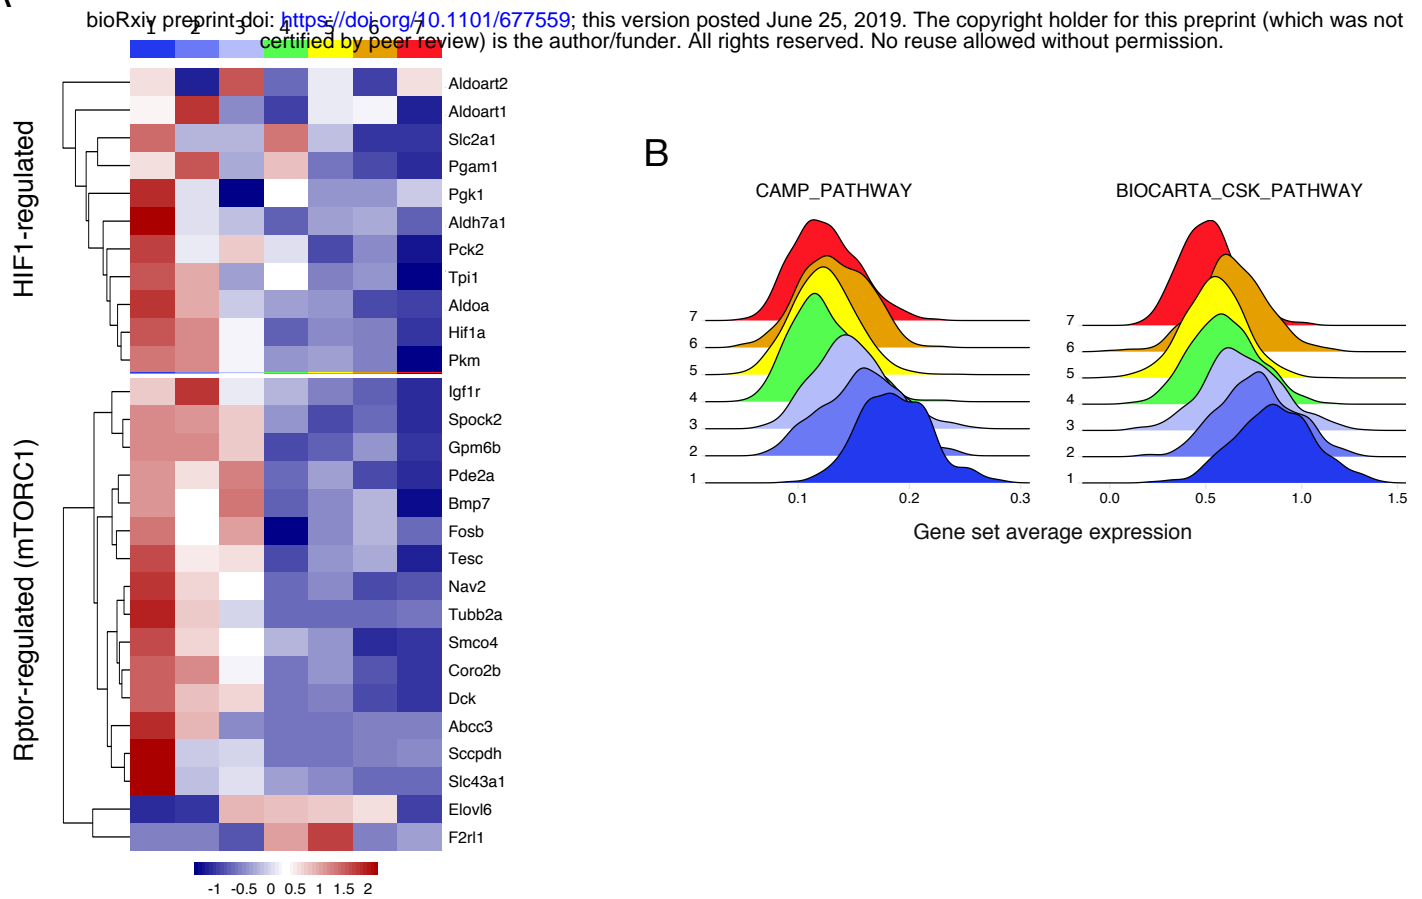 bioRxiv preprint doi: https://doi.org/10.1101/677559; this version posted June 25, 2019. The copyright holder for this preprint (which was not
certified by peer review) is the author/funder. All rights reserved. No reuse allowed without permission.
1 2 3 4 5 6 7
HIF1-regulated
Aldoart2
Aldoart1
Slc2a1
Pgam1
Pgk1
Aldh7a1
Pck2
Tpi1
Aldoa
Hif1a
Pkm
Rptor-regulated (mTORC1)
Igf1r
Spock2
Gpm6b
Pde2a
Bmp7
Fosb
Tesc
Nav2
Tubb2a
Smco4
Coro2b
Dck
Abcc3
Sccpdh
Slc43a1
Elovl6
F2rl1
-1 -0.5 0 0.5 1 1.5 2
B
CAMP_PATHWAY
7
6
5
4
3
2
1
0.1 0.2 0.3
BIOCARTA_CSK_PATHWAY
7
6
5
4
3
2
1
0.0 0.5 1.0 1.5
Gene set average expression